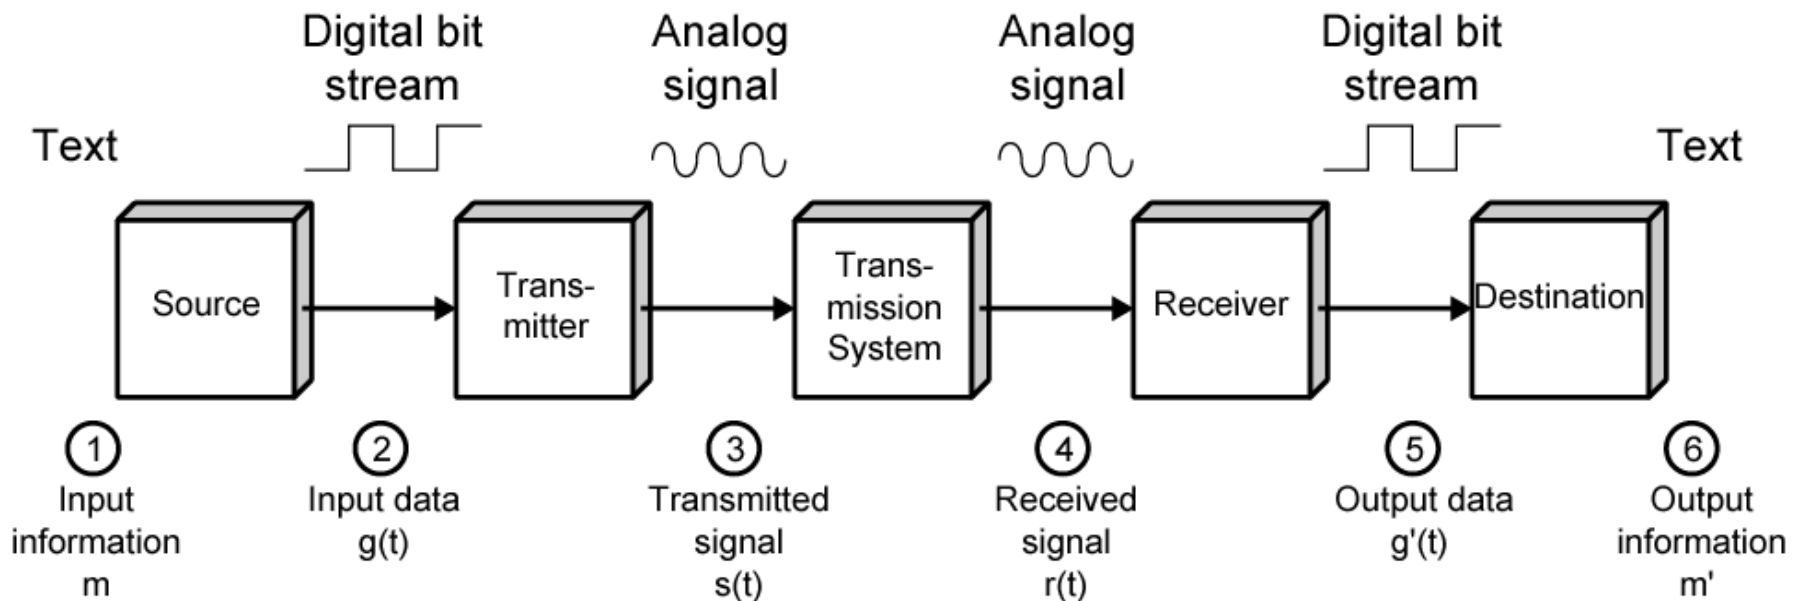 Text
Digital bit
stream
Analog
signal
Analog
signal
Digital bit
stream
Text
Source
Trans-
mitter
Trans-
mission
System
Receiver
Destination
1
Input
information
m
2
Input data
g(t)
3
Transmitted
signal
s(t)
4
Received
signal
r(t)
5
Output data
g'(t)
6
Output
information
m'